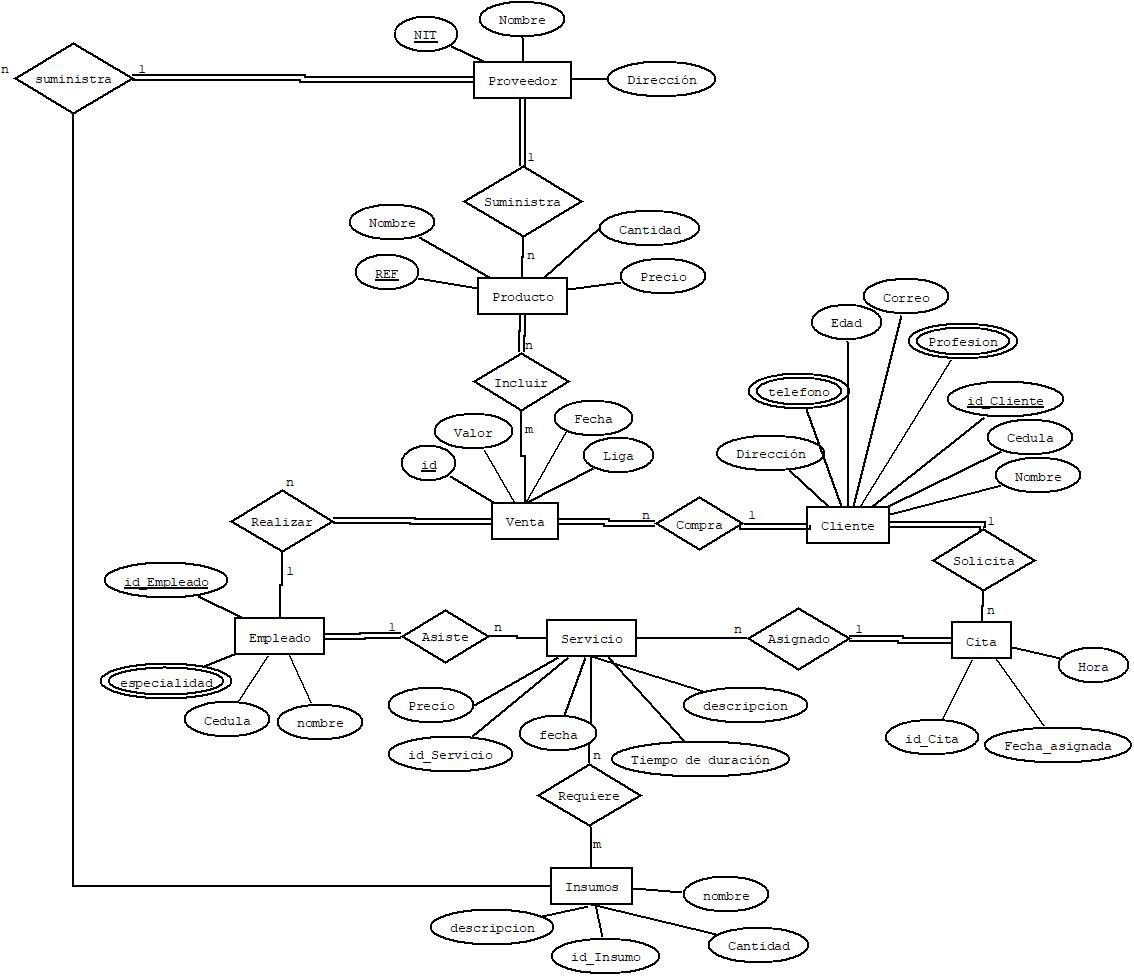 Nombre
NIT
n
suministra
1
Proveedor
Dirección
1
Suministra
Nombre
Cantidad
n
REF
Precio
Producto
Correo
Edad
Profesion
n
Incluir
telefono
id_Cliente
Fecha
Valor
m
Cedula
Dirección
Liga
id
Nombre
n
Realizar
Venta
n
Compra
1
Cliente
1
Solicita
1
id_Empleado
n
Empleado
1
Asiste
n
Servicio
n
Asignado
1
Cita
Hora
especialidad
Cedula
nombre
Precio
descripcion
fecha
id_Servicio
Tiempo de duración
id_Cita
Fecha_asignada
n
Requiere
m
Insumos
nombre
descripcion
Cantidad
id_Insumo